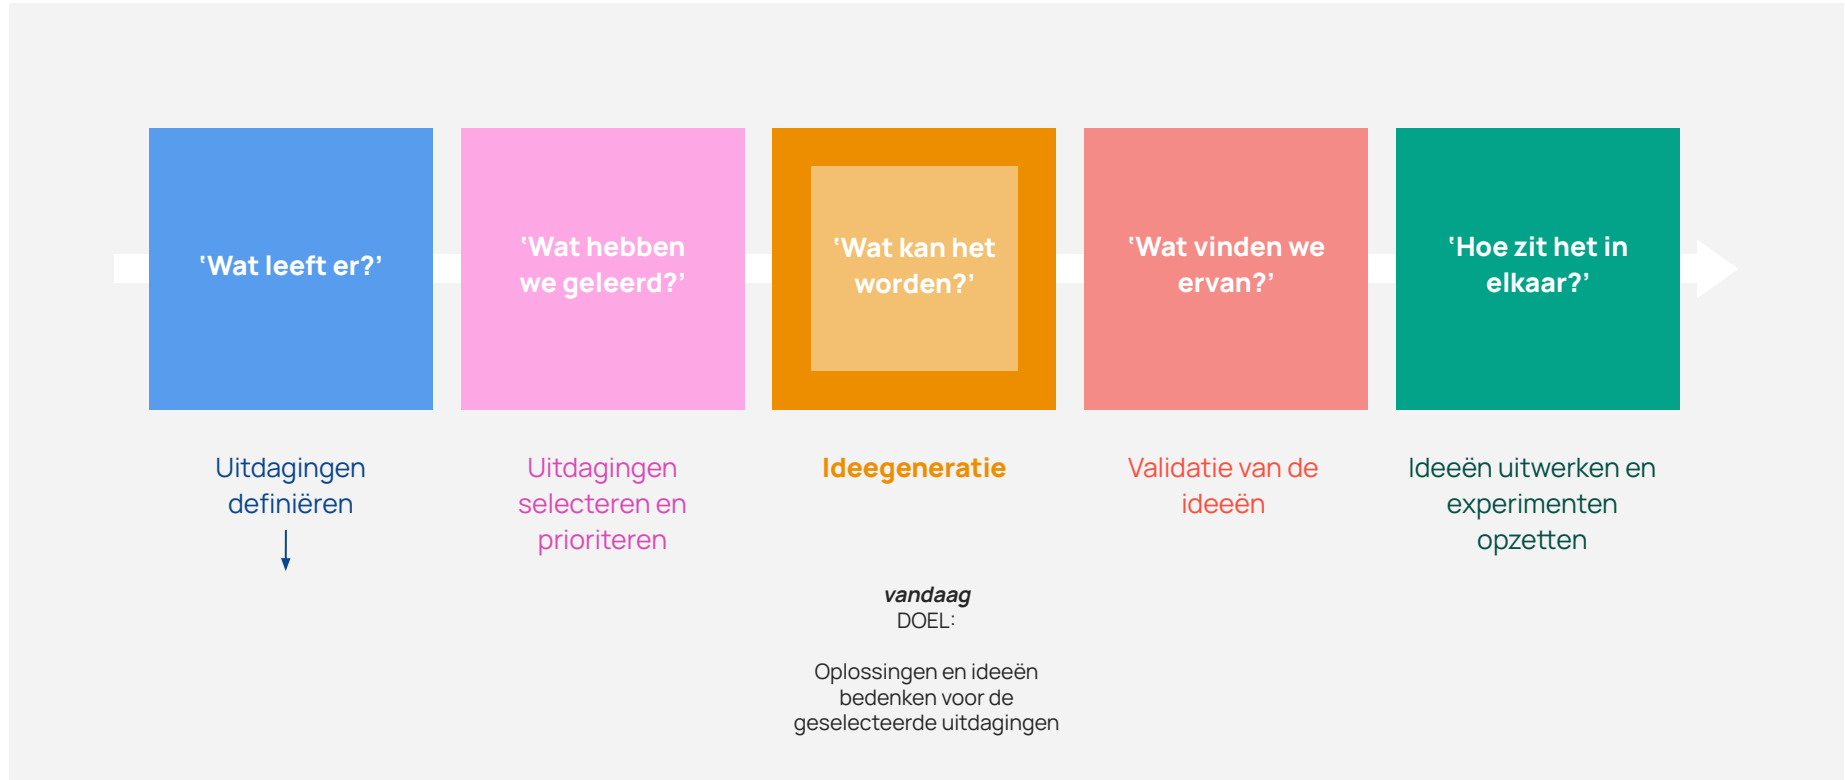 ‘Wat leeft er?’
‘Wat hebben
we geleerd?’
‘Wat kan het
worden?’
‘Wat vinden we
ervan?’
‘Hoe zit het in
elkaar?’
Uitdagingen
definiëren
Uitdagingen
selecteren en
prioriteren
Ideegeneratie
Validatie van de
ideeën
Ideeën uitwerken en
experimenten
opzetten
vandaag
DOEL:
Oplossingen en ideeën
bedenken voor de
geselecteerde uitdagingen